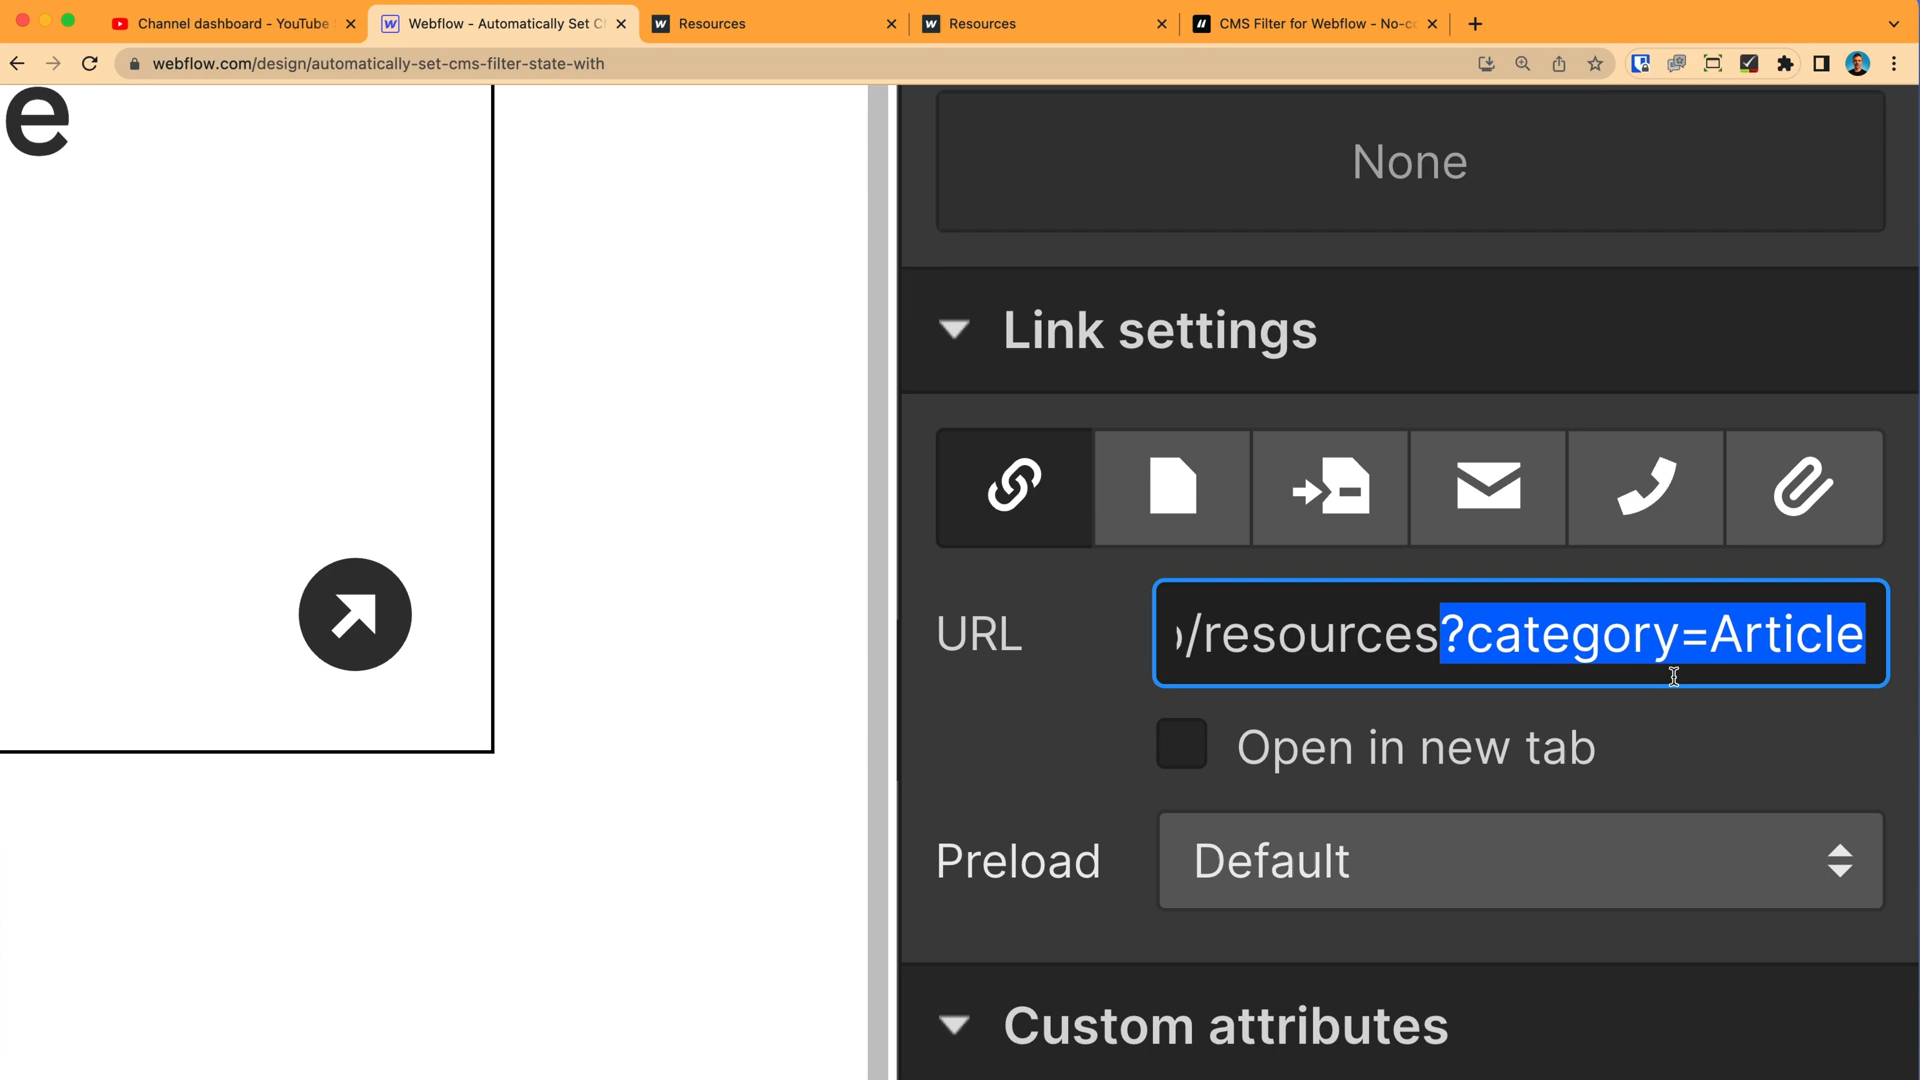 Channel dashboard - YouTube
Webflow - Automatically Set C
Resources
Resources
CMS Filter for Webflow - No-c
webflow.com/design/automatically-set-cms-filter-state-with
e
None
Link settings
URL
/resources?category=Article
Open in new tab
Preload
Default
Custom attributes